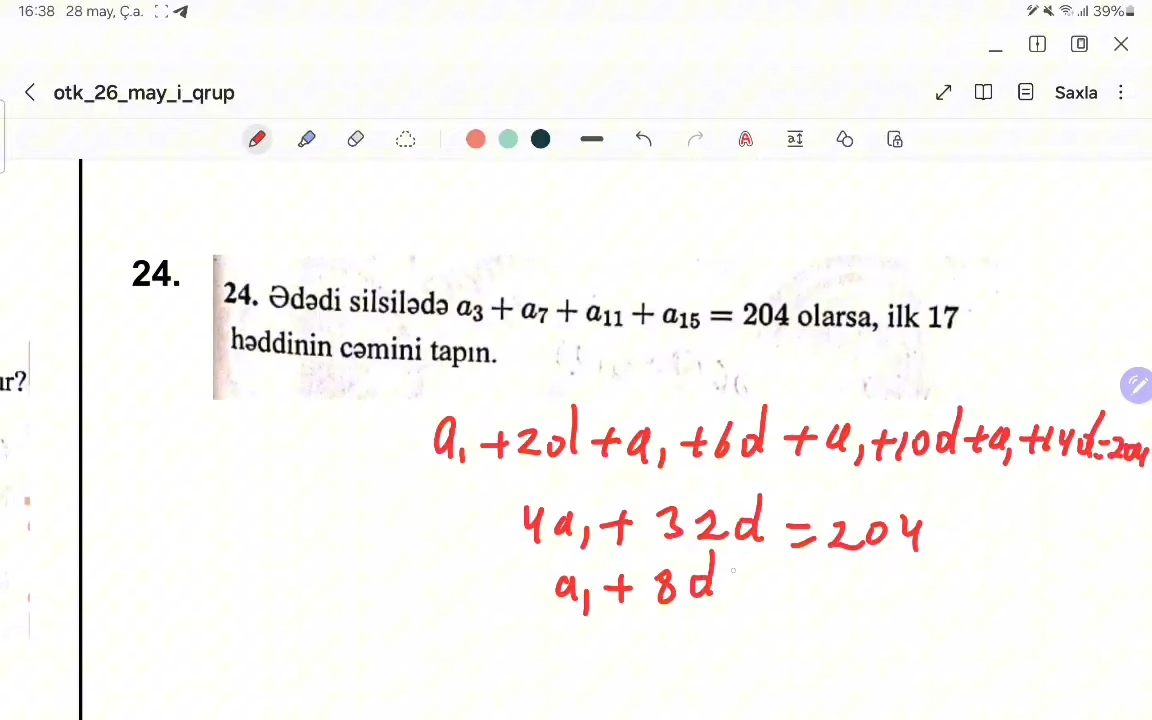 16:38 28 may, Ç.a. 39%
otk_26_may_i_qrup Saxla
24.
24. Ədədi silsilədə a₃ + a₇ + a₁₁ + a₁₅ = 204 olarsa, ilk 17
həddinin cəmini tapın.
ır?
a₁ + 2d + a₁ + 6d + a₁ + 10d + a₁ + 14d = 204
4a₁ + 32d = 204
a₁ + 8d